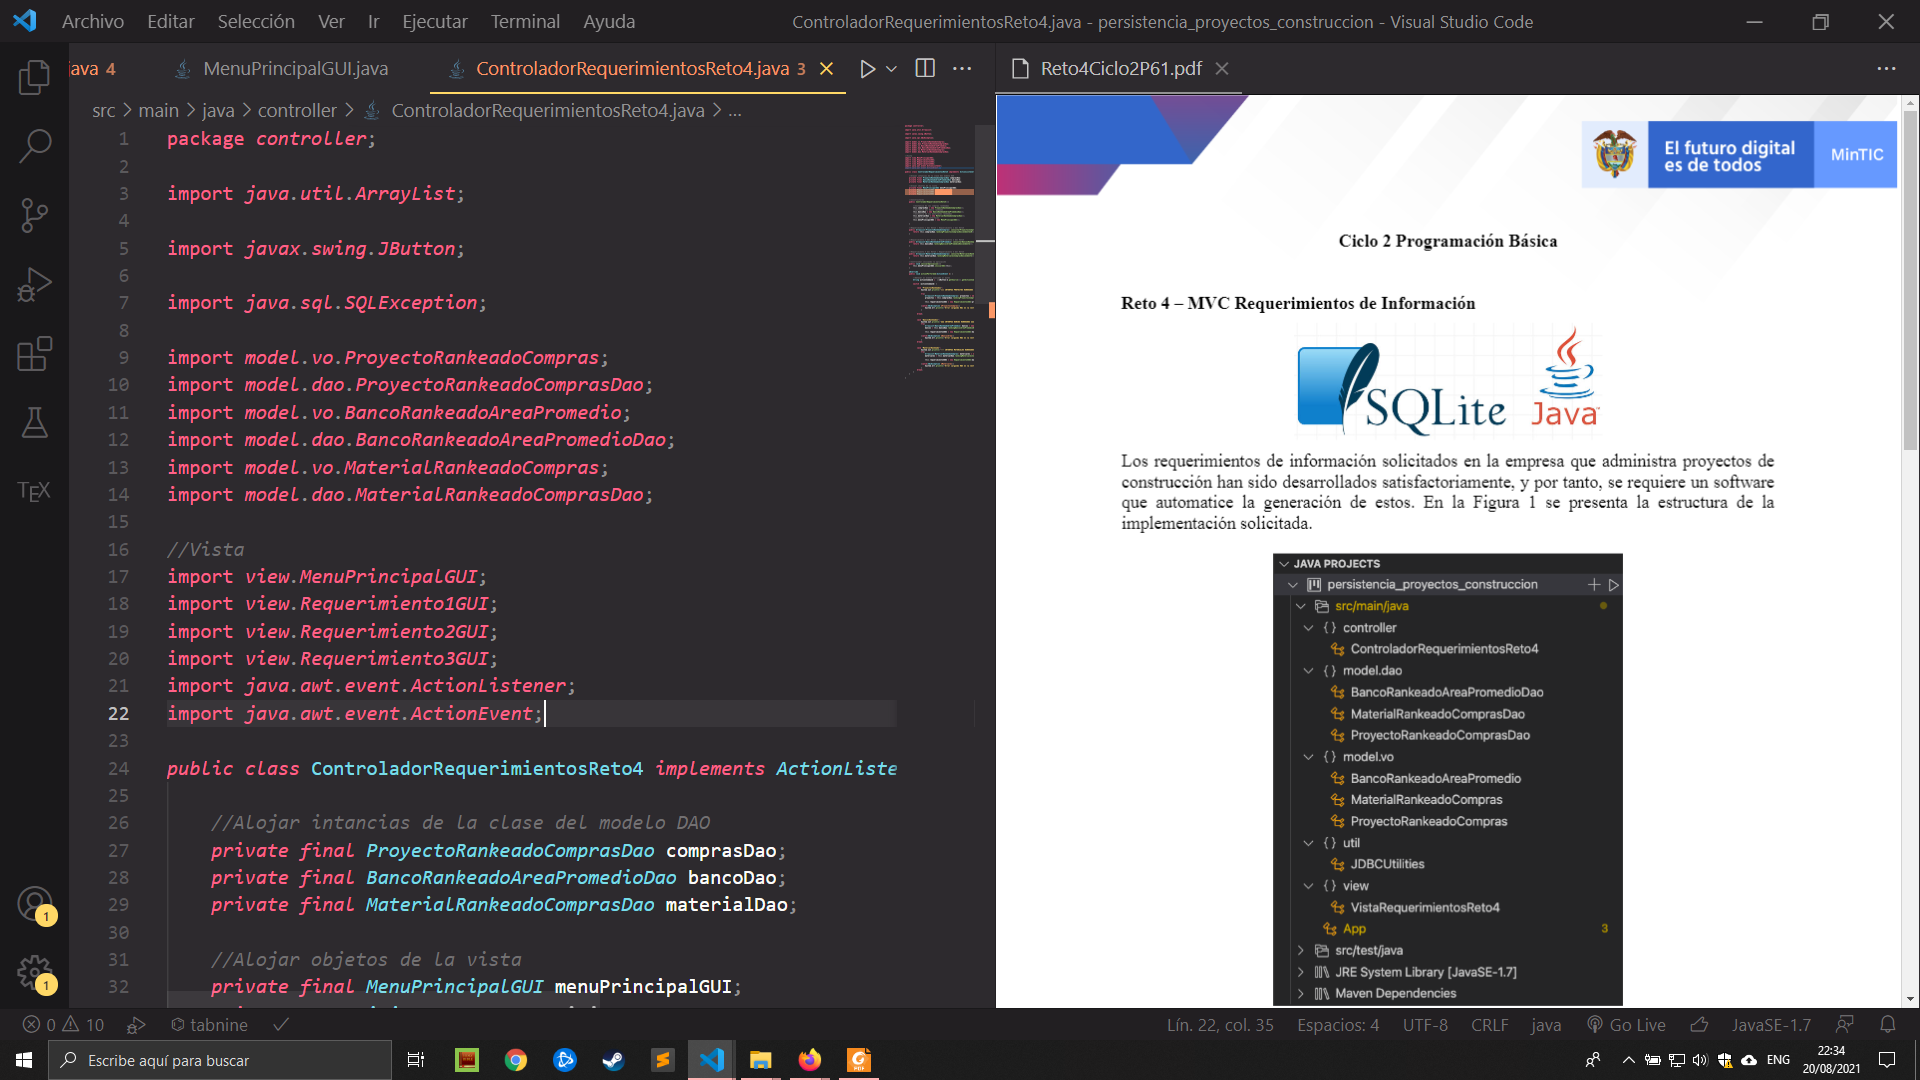 Archivo Editar Selección Ver Ir Ejecutar Terminal Ayuda
ControladorRequerimientosReto4.java - persistencia_proyectos_construccion - Visual Studio Code
java 4
MenuPrincipalGUI.java
ControladorRequerimientosReto4.java 3
Reto4Ciclo2P61.pdf
src > main > java > controller > ControladorRequerimientosReto4.java > ...
1 package controller;
2
3 import java.util.ArrayList;
4
5 import javax.swing.JButton;
6
7 import java.sql.SQLException;
8
9 import model.vo.ProyectoRankeadoCompras;
10 import model.dao.ProyectoRankeadoComprasDao;
11 import model.vo.BancoRankeadoAreaPromedio;
12 import model.dao.BancoRankeadoAreaPromedioDao;
13 import model.vo.MaterialRankeadoCompras;
14 import model.dao.MaterialRankeadoComprasDao;
15
16 //Vista
17 import view.MenuPrincipalGUI;
18 import view.Requerimiento1GUI;
19 import view.Requerimiento2GUI;
20 import view.Requerimiento3GUI;
21 import java.awt.event.ActionListener;
22 import java.awt.event.ActionEvent;
23
24 public class ControladorRequerimientosReto4 implements ActionListe
25
26 //Alojar intancias de la clase del modelo DAO
27 private final ProyectoRankeadoComprasDao comprasDao;
28 private final BancoRankeadoAreaPromedioDao bancoDao;
29 private final MaterialRankeadoComprasDao materialDao;
30
31 //Alojar objetos de la vista
32 private final MenuPrincipalGUI menuPrincipalGUI;
TEX
1
1
El futuro digital
es de todos
MinTIC
Ciclo 2 Programación Básica
Reto 4 – MVC Requerimientos de Información
SQLite
Java
Los requerimientos de información solicitados en la empresa que administra proyectos de
construcción han sido desarrollados satisfactoriamente, y por tanto, se requiere un software
que automatice la generación de estos. En la Figura 1 se presenta la estructura de la
implementación solicitada.
JAVA PROJECTS
persistencia_proyectos_construccion
src/main/java
{} controller
ControladorRequerimientosReto4
{} model.dao
BancoRankeadoAreaPromedioDao
MaterialRankeadoComprasDao
ProyectoRankeadoComprasDao
{} model.vo
BancoRankeadoAreaPromedio
MaterialRankeadoCompras
ProyectoRankeadoCompras
{} util
JDBCUtilities
{} view
VistaRequerimientosReto4
App 3
src/test/java
JRE System Library [JavaSE-1.7]
Maven Dependencies
0 10 tabnine
Lín. 22, col. 35 Espacios: 4 UTF-8 CRLF java Go Live JavaSE-1.7
Escribe aquí para buscar
ENG
22:34
20/08/2021